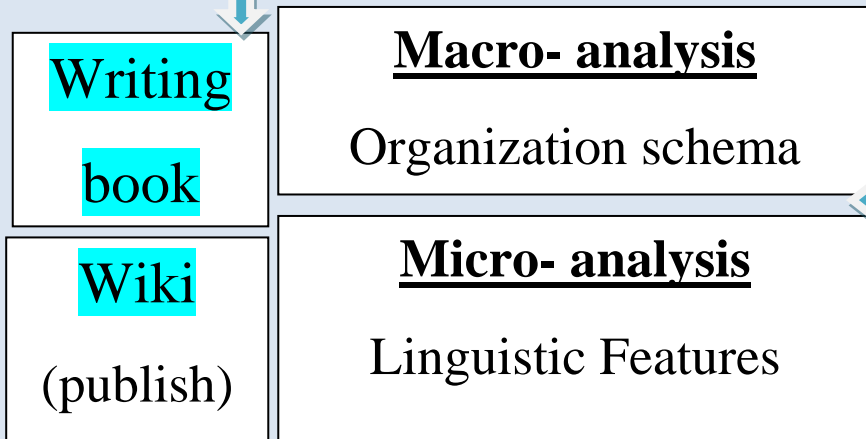 Writing
book
Macro- analysis
Organization schema
Wiki
(publish)
Micro- analysis
Linguistic Features